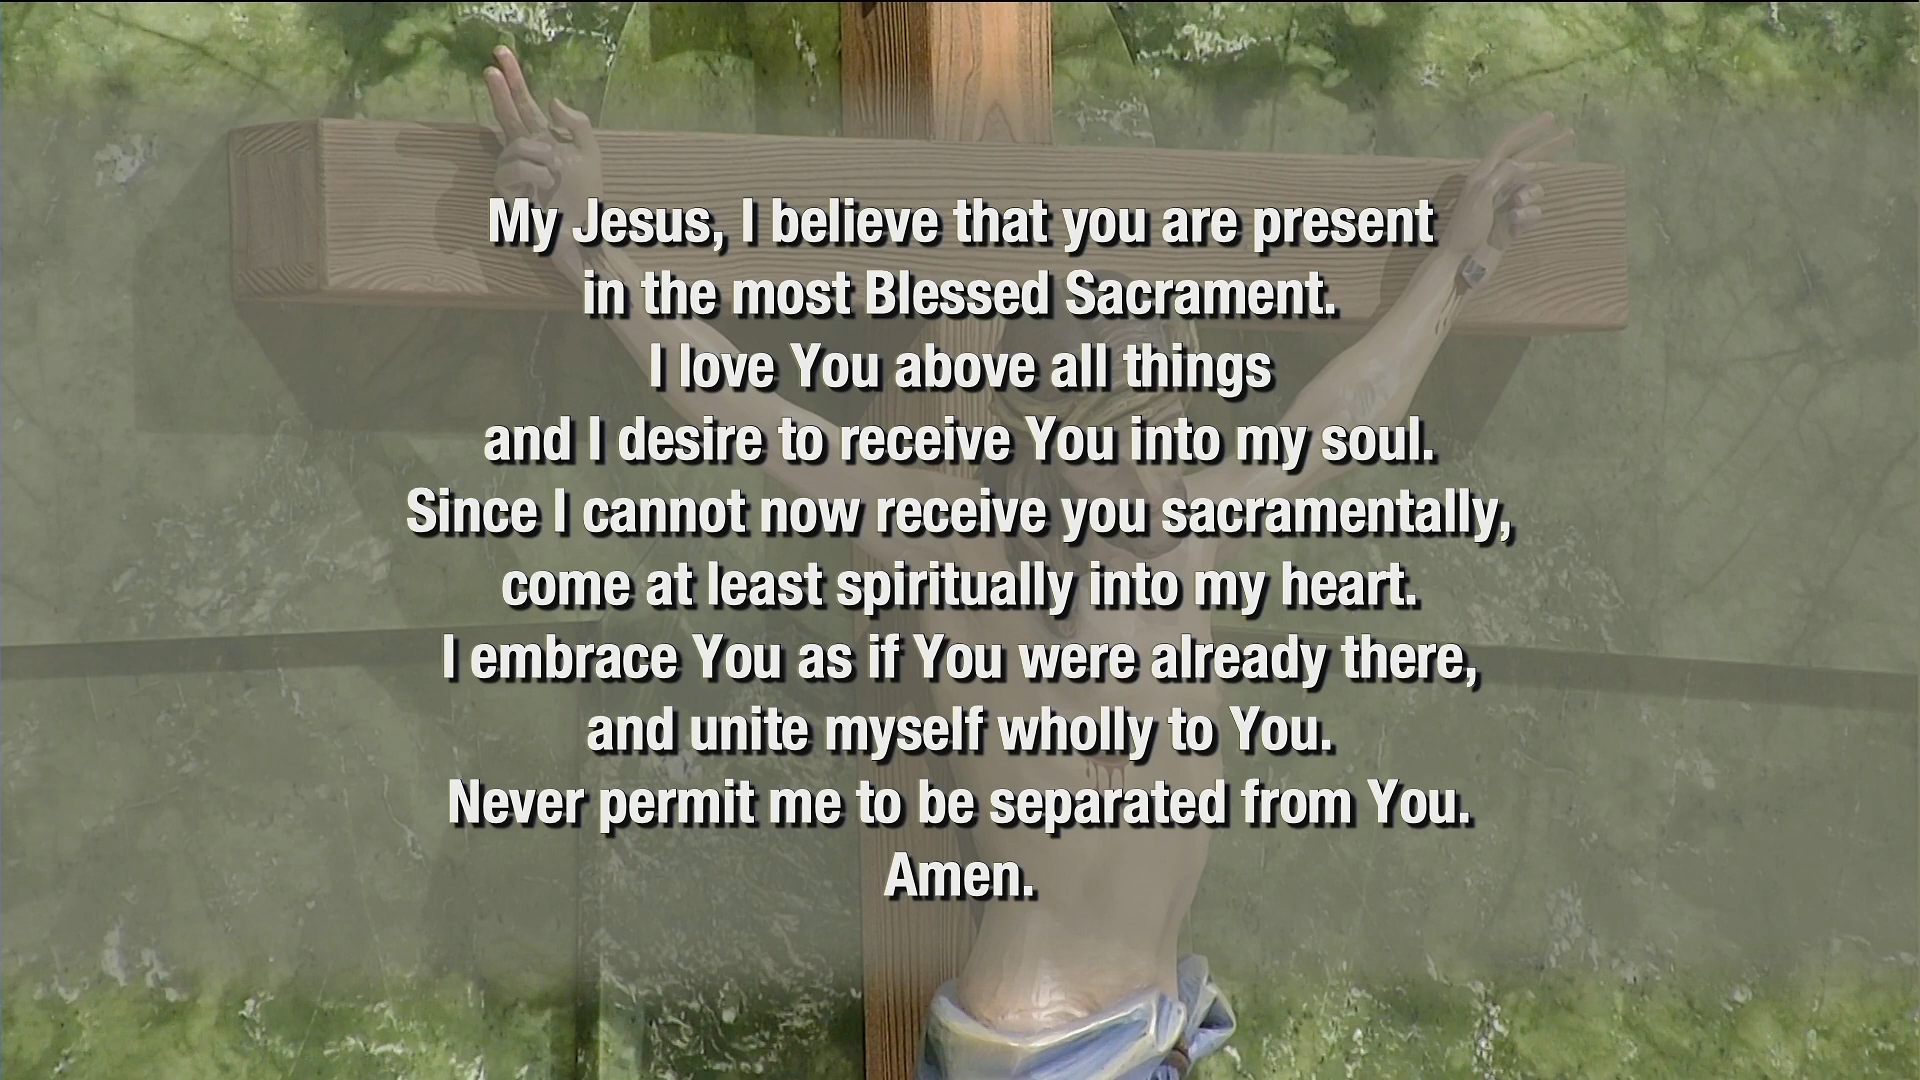 My Jesus, I believe that you are present
in the most Blessed Sacrament.
I love You above all things
and I desire to receive You into my soul.
Since I cannot now receive you sacramentally,
come at least spiritually into my heart.
I embrace You as if You were already there,
and unite myself wholly to You.
Never permit me to be separated from You.
Amen.